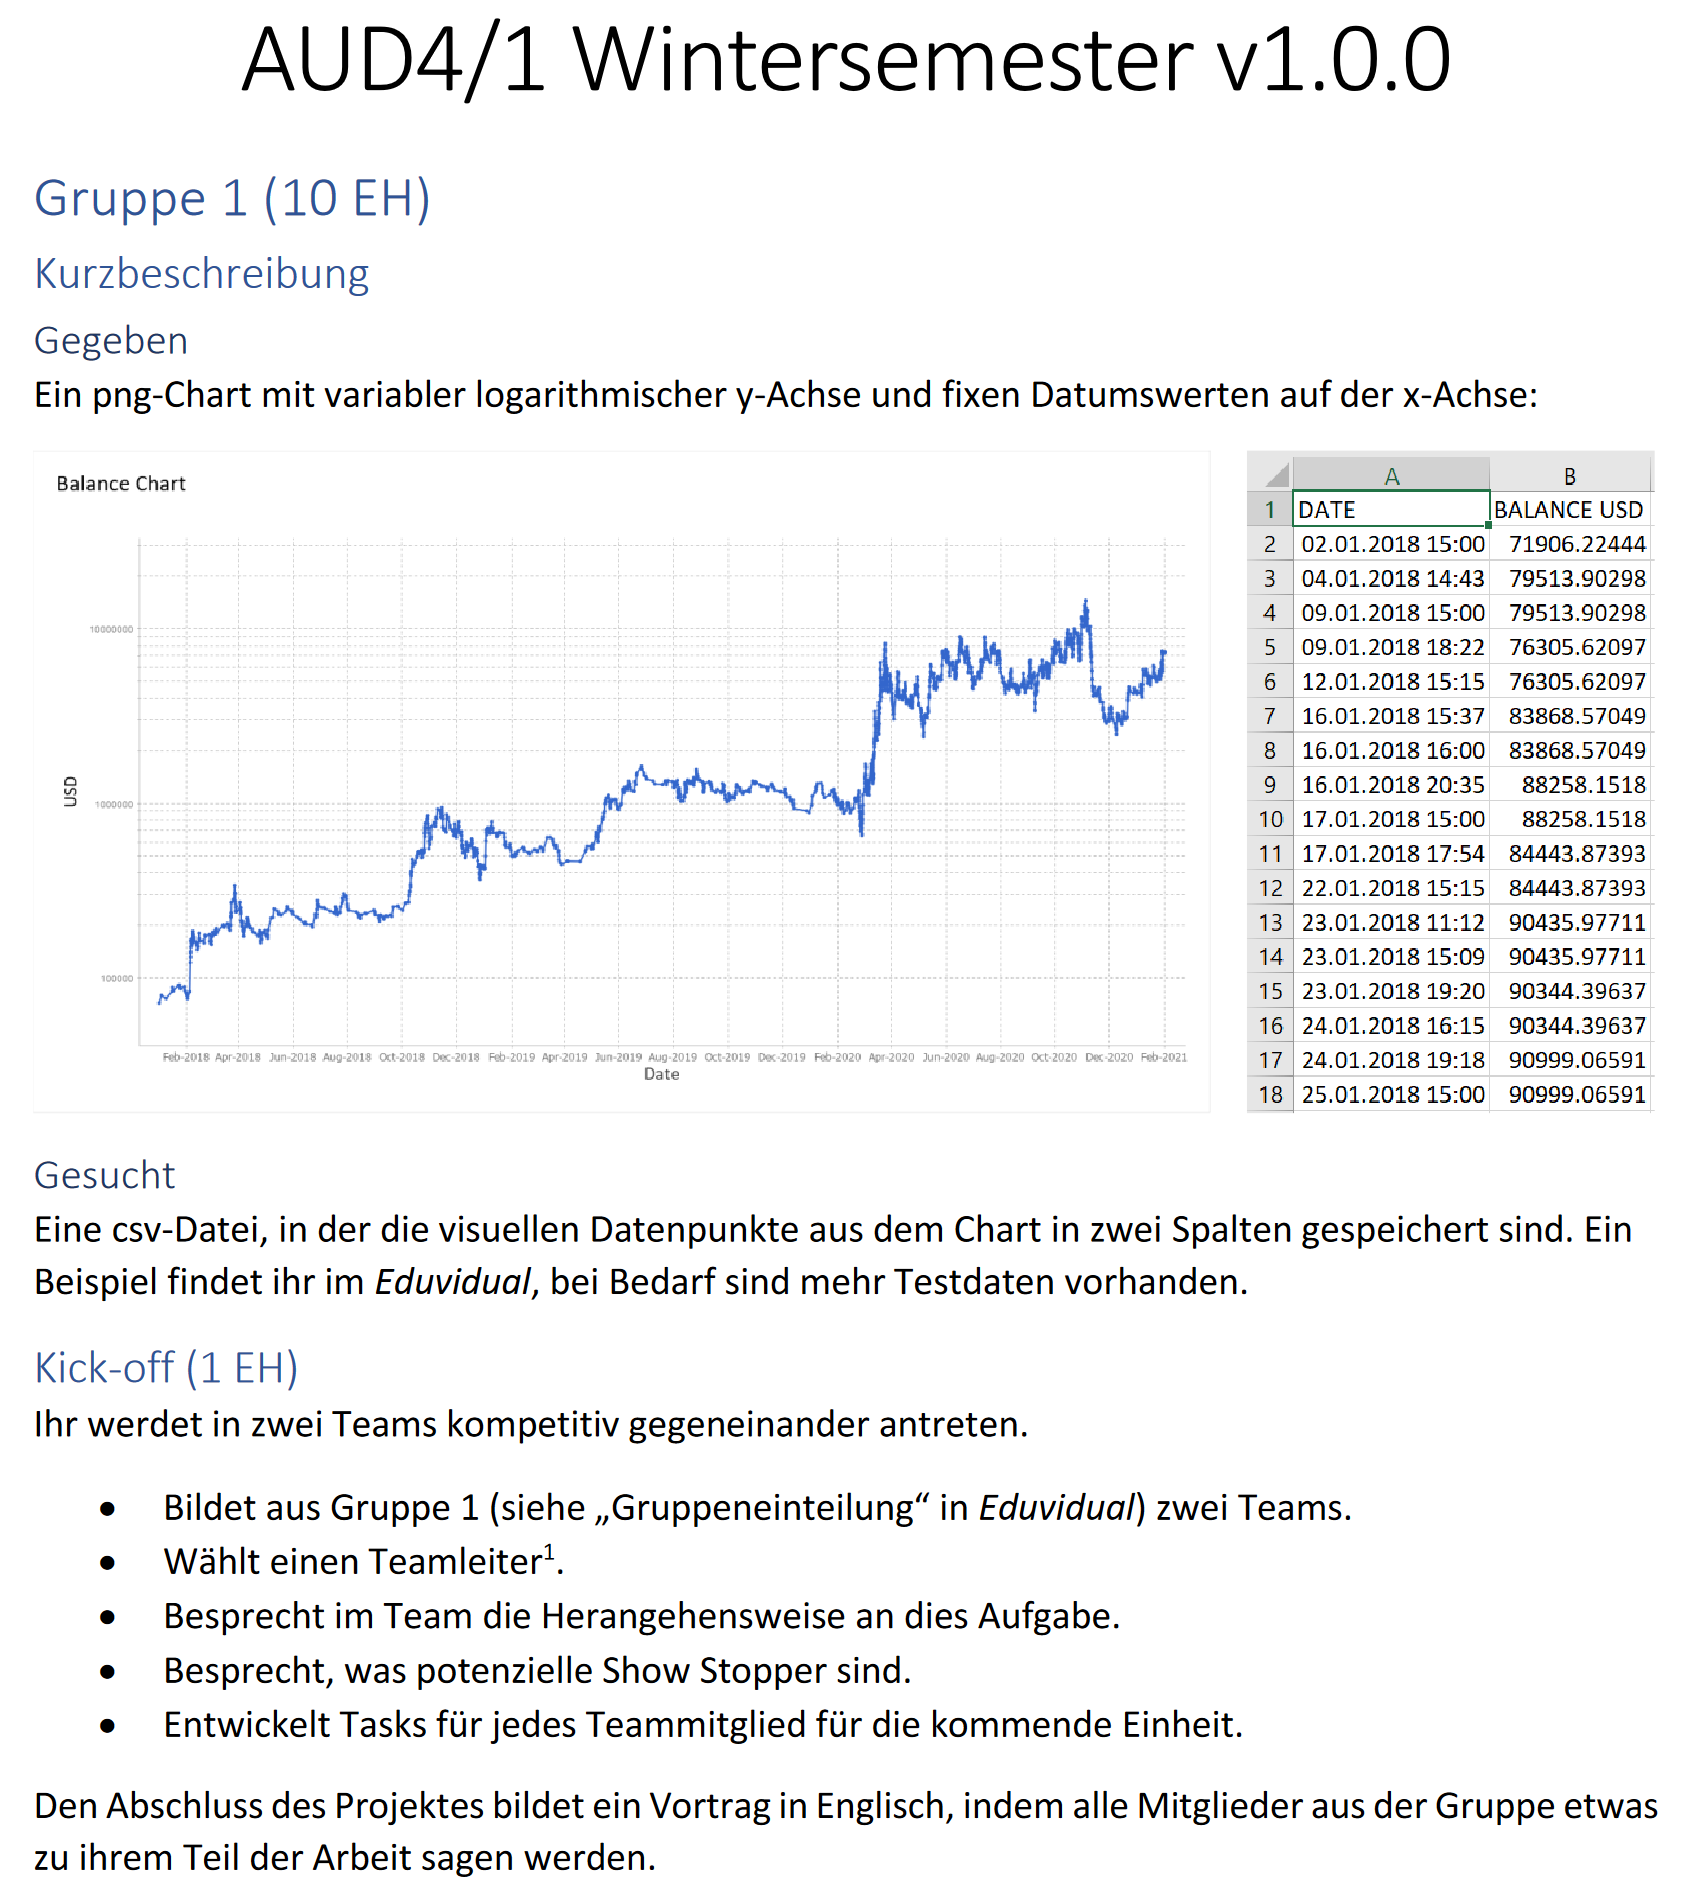 AUD4/1 Wintersemester v1.0.0
Gruppe 1 (10 EH)
Kurzbeschreibung
Gegeben
Ein png-Chart mit variabler logarithmischer y-Achse und fixen Datumswerten auf der x-Achse:
Balance Chart
10000000
1000000
100000
USD
Feb-2018 Apr-2018 Jun-2018 Aug-2018 Oct-2018 Dec-2018 Feb-2019 Apr-2019 Jun-2019 Aug-2019 Oct-2019 Dec-2019 Feb-2020 Apr-2020 Jun-2020 Aug-2020 Oct-2020 Dec-2020 Feb-2021
Date
A B
1 DATE BALANCE USD
2 02.01.2018 15:00 71906.22444
3 04.01.2018 14:43 79513.90298
4 09.01.2018 15:00 79513.90298
5 09.01.2018 18:22 76305.62097
6 12.01.2018 15:15 76305.62097
7 16.01.2018 15:37 83868.57049
8 16.01.2018 16:00 83868.57049
9 16.01.2018 20:35 88258.1518
10 17.01.2018 15:00 88258.1518
11 17.01.2018 17:54 84443.87393
12 22.01.2018 15:15 84443.87393
13 23.01.2018 11:12 90435.97711
14 23.01.2018 15:09 90435.97711
15 23.01.2018 19:20 90344.39637
16 24.01.2018 16:15 90344.39637
17 24.01.2018 19:18 90999.06591
18 25.01.2018 15:00 90999.06591
Gesucht
Eine csv-Datei, in der die visuellen Datenpunkte aus dem Chart in zwei Spalten gespeichert sind. Ein
Beispiel findet ihr im Eduvidual, bei Bedarf sind mehr Testdaten vorhanden.
Kick-off (1 EH)
Ihr werdet in zwei Teams kompetitiv gegeneinander antreten.
• Bildet aus Gruppe 1 (siehe „Gruppeneinteilung“ in Eduvidual) zwei Teams.
• Wählt einen Teamleiter¹.
• Besprecht im Team die Herangehensweise an dies Aufgabe.
• Besprecht, was potenzielle Show Stopper sind.
• Entwickelt Tasks für jedes Teammitglied für die kommende Einheit.
Den Abschluss des Projektes bildet ein Vortrag in Englisch, indem alle Mitglieder aus der Gruppe etwas
zu ihrem Teil der Arbeit sagen werden.